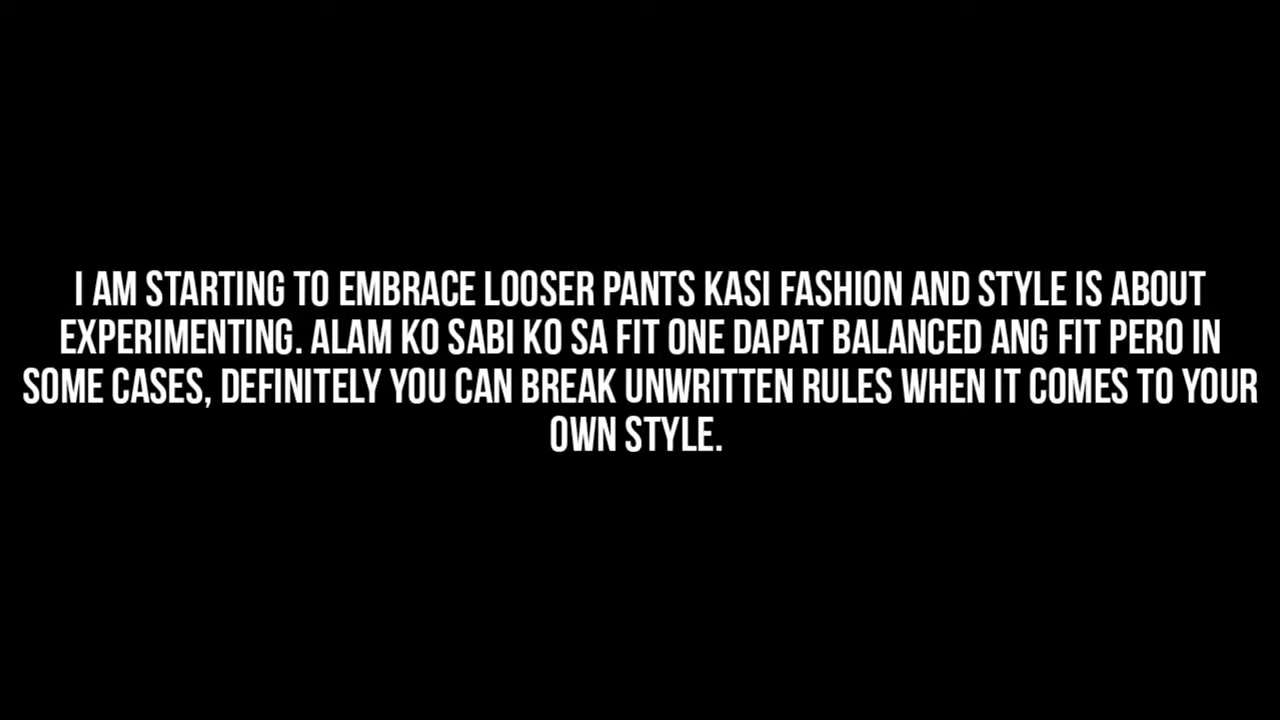 I AM STARTING TO EMBRACE LOOSER PANTS KASI FASHION AND STYLE IS ABOUT
EXPERIMENTING. ALAM KO SABI KO SA FIT ONE DAPAT BALANCED ANG FIT PERO IN
SOME CASES, DEFINITELY YOU CAN BREAK UNWRITTEN RULES WHEN IT COMES TO YOUR
OWN STYLE.